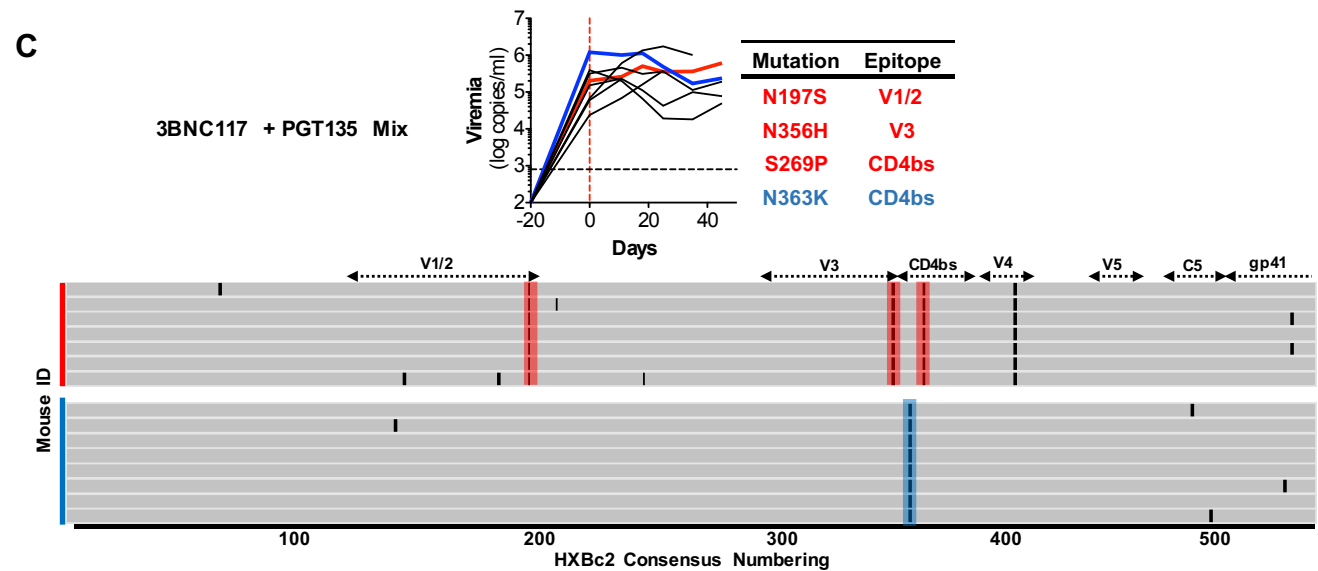 C
3BNC117 + PGT135 Mix
Viremia
(log copies/ml)
7
6
5
4
3
2
-20 0 20 40
Days
Mutation Epitope
N197S V1/2
N356H V3
S269P CD4bs
N363K CD4bs
V1/2 V3 CD4bs V4 V5 C5 gp41
Mouse ID
100 200 300 400 500
HXBc2 Consensus Numbering